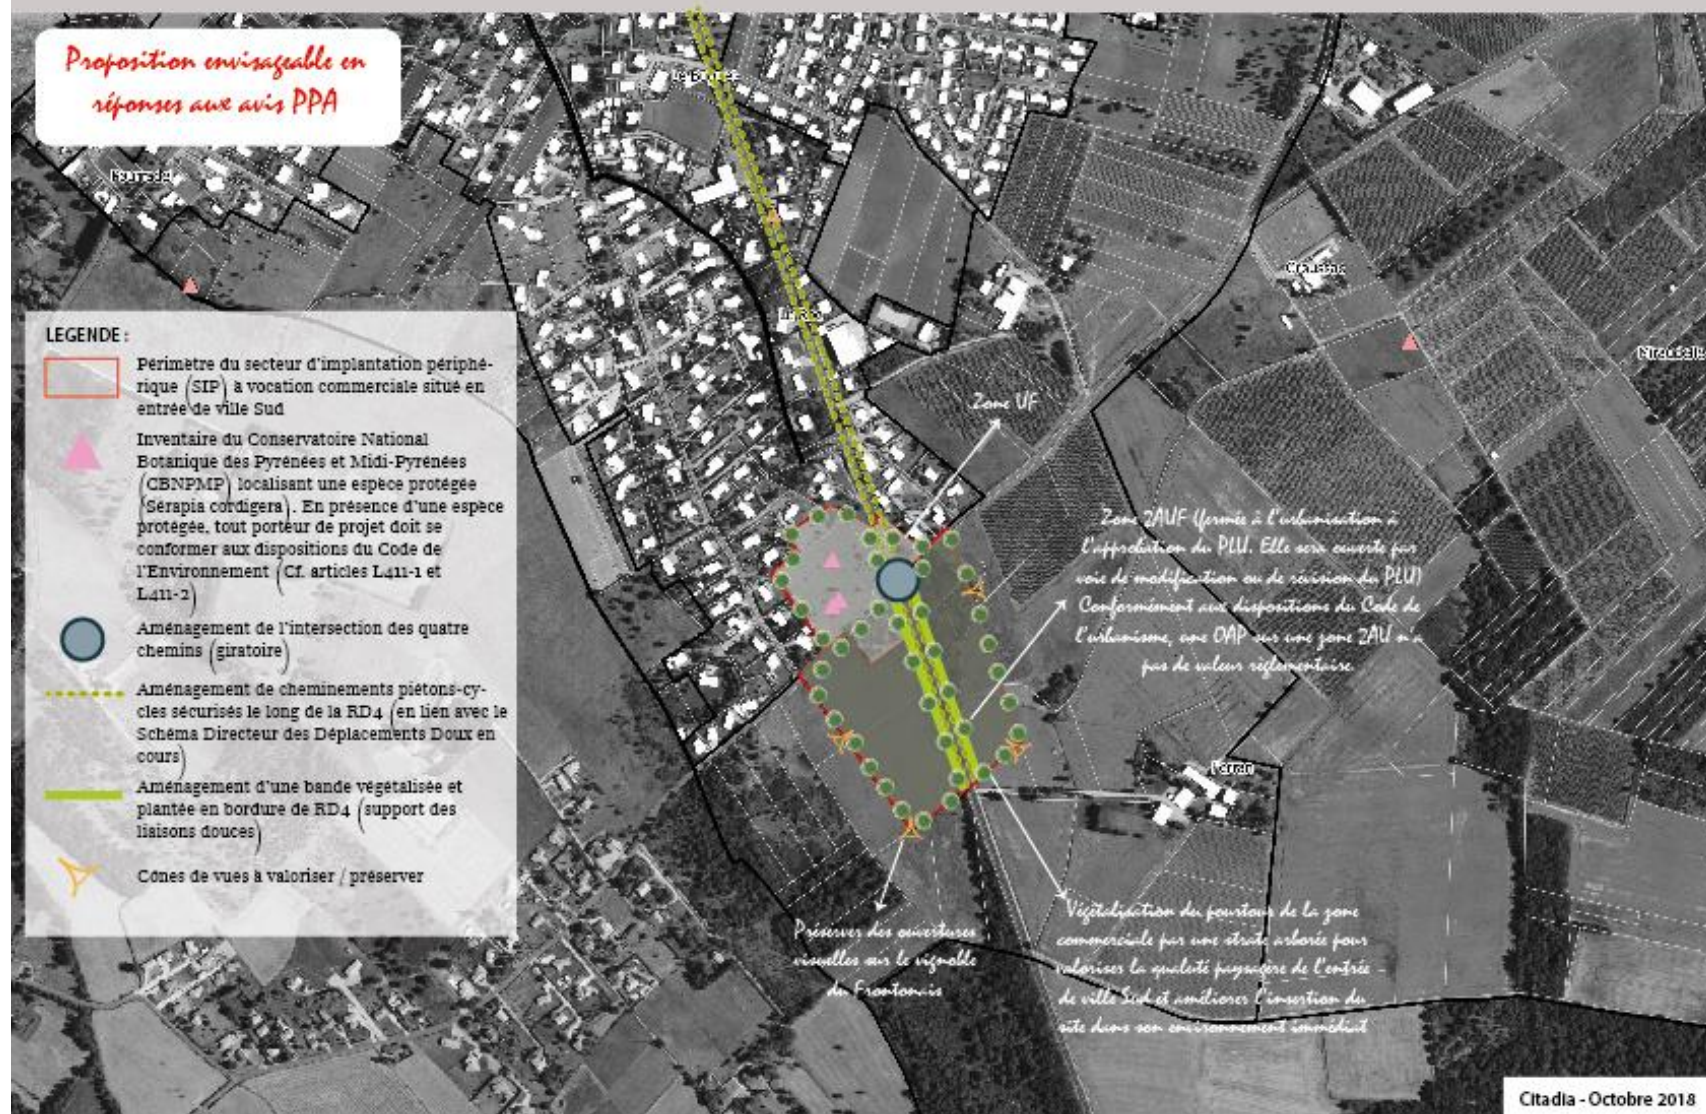 Proposition envisageable en
réponses aux avis PPA
LEGENDE :
Périmètre du secteur d'implantation périphé-
rique (SIP) à vocation commerciale situé en
entrée de ville Sud
Inventaire du Conservatoire National
Botanique des Pyrénées et Midi-Pyrénées
(CBNPMP) localisant une espèce protégée
(Sérapia cordigera). En présence d'une espèce
protégée, tout porteur de projet doit se
conformer aux dispositions du Code de
l'Environnement (Cf. articles L411-1 et
L411-2)
Aménagement de l'intersection des quatre
chemins (giratoire)
Aménagement de cheminements piétons-cy-
cles sécurisés le long de la RD4 (en lien avec le
Schéma Directeur des Déplacements Doux en
cours)
Aménagement d'une bande végétalisée et
plantée en bordure de RD4 (support des
liaisons douces)
Cônes de vues à valoriser / préserver
Zone UF
Zone 2AUF (fermée à l'urbanisation à
l'approbation du PLU. Elle sera ouverte par
voie de modification ou de révision du PLU)
Conformément aux dispositions du Code de
l'urbanisme, une OAP sur une zone 2AU n'a
pas de valeur règlementaire.
Préserver des ouvertures
visuelles sur le vignoble
du Frontonais
Végétalisation du pourtour de la zone
commerciale par une strate arborée pour
valoriser la qualuté paysagère de l'entrée
de ville Sud et améliorer l'insertion du
site dans son environnement immédiat
Citadia - Octobre 2018